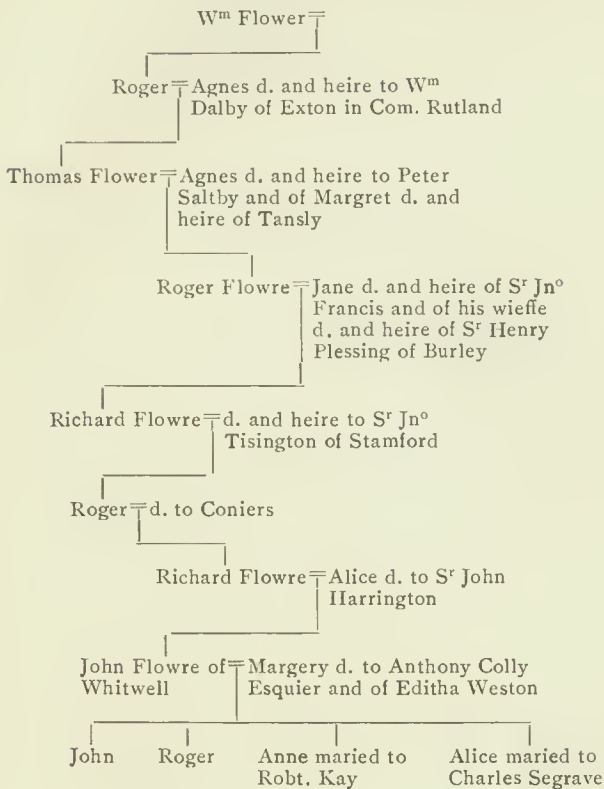 Wᵐ Flower
Roger Agnes d. and heire to Wᵐ
Dalby of Exton in Com. Rutland
Thomas Flower Agnes d. and heire to Peter
Saltby and of Margret d. and
heire of Tansly
Roger Flowre Jane d. and heire of Sʳ Jnᵒ
Francis and of his wieffe
d. and heire of Sʳ Henry
Plessing of Burley
Richard Flowre d. and heire to Sʳ Jnᵒ
Tisington of Stamford
Roger d. to Coniers
Richard Flowre Alice d. to Sʳ John
Harrington
John Flowre of Margery d. to Anthony Colly
Whitwell Esquier and of Editha Weston
John Roger Anne maried to Alice maried to
Robt. Kay Charles Segrave